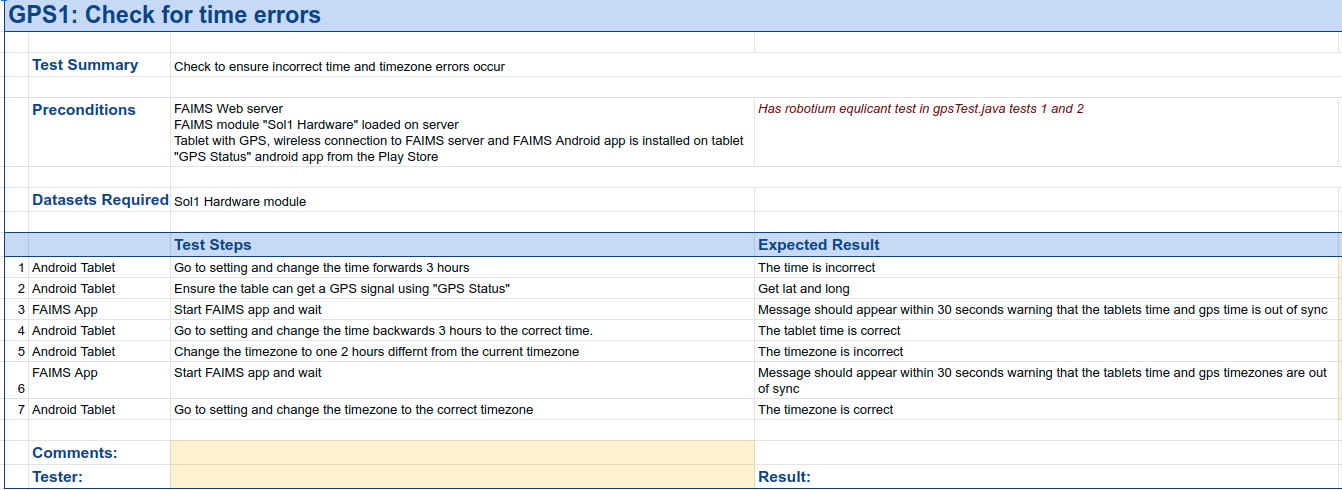 GPS1: Check for time errors
Test Summary Check to ensure incorrect time and timezone errors occur
Preconditions FAIMS Web server Has robotium equlicant test in gpsTest.java tests 1 and 2
FAIMS module "Sol1 Hardware" loaded on server
Tablet with GPS, wireless connection to FAIMS server and FAIMS Android app is installed on tablet
"GPS Status" android app from the Play Store
Datasets Required Sol1 Hardware module
Test Steps Expected Result
1 Android Tablet Go to setting and change the time forwards 3 hours The time is incorrect
2 Android Tablet Ensure the table can get a GPS signal using "GPS Status" Get lat and long
3 FAIMS App Start FAIMS app and wait Message should appear within 30 seconds warning that the tablets time and gps time is out of sync
4 Android Tablet Go to setting and change the time backwards 3 hours to the correct time. The tablet time is correct
5 Android Tablet Change the timezone to one 2 hours differnt from the current timezone The timezone is incorrect
FAIMS App Start FAIMS app and wait Message should appear within 30 seconds warning that the tablets time and gps timezones are out
6 of sync
7 Android Tablet Go to setting and change the timezone to the correct timezone The timezone is correct
Comments:
Tester: Result: